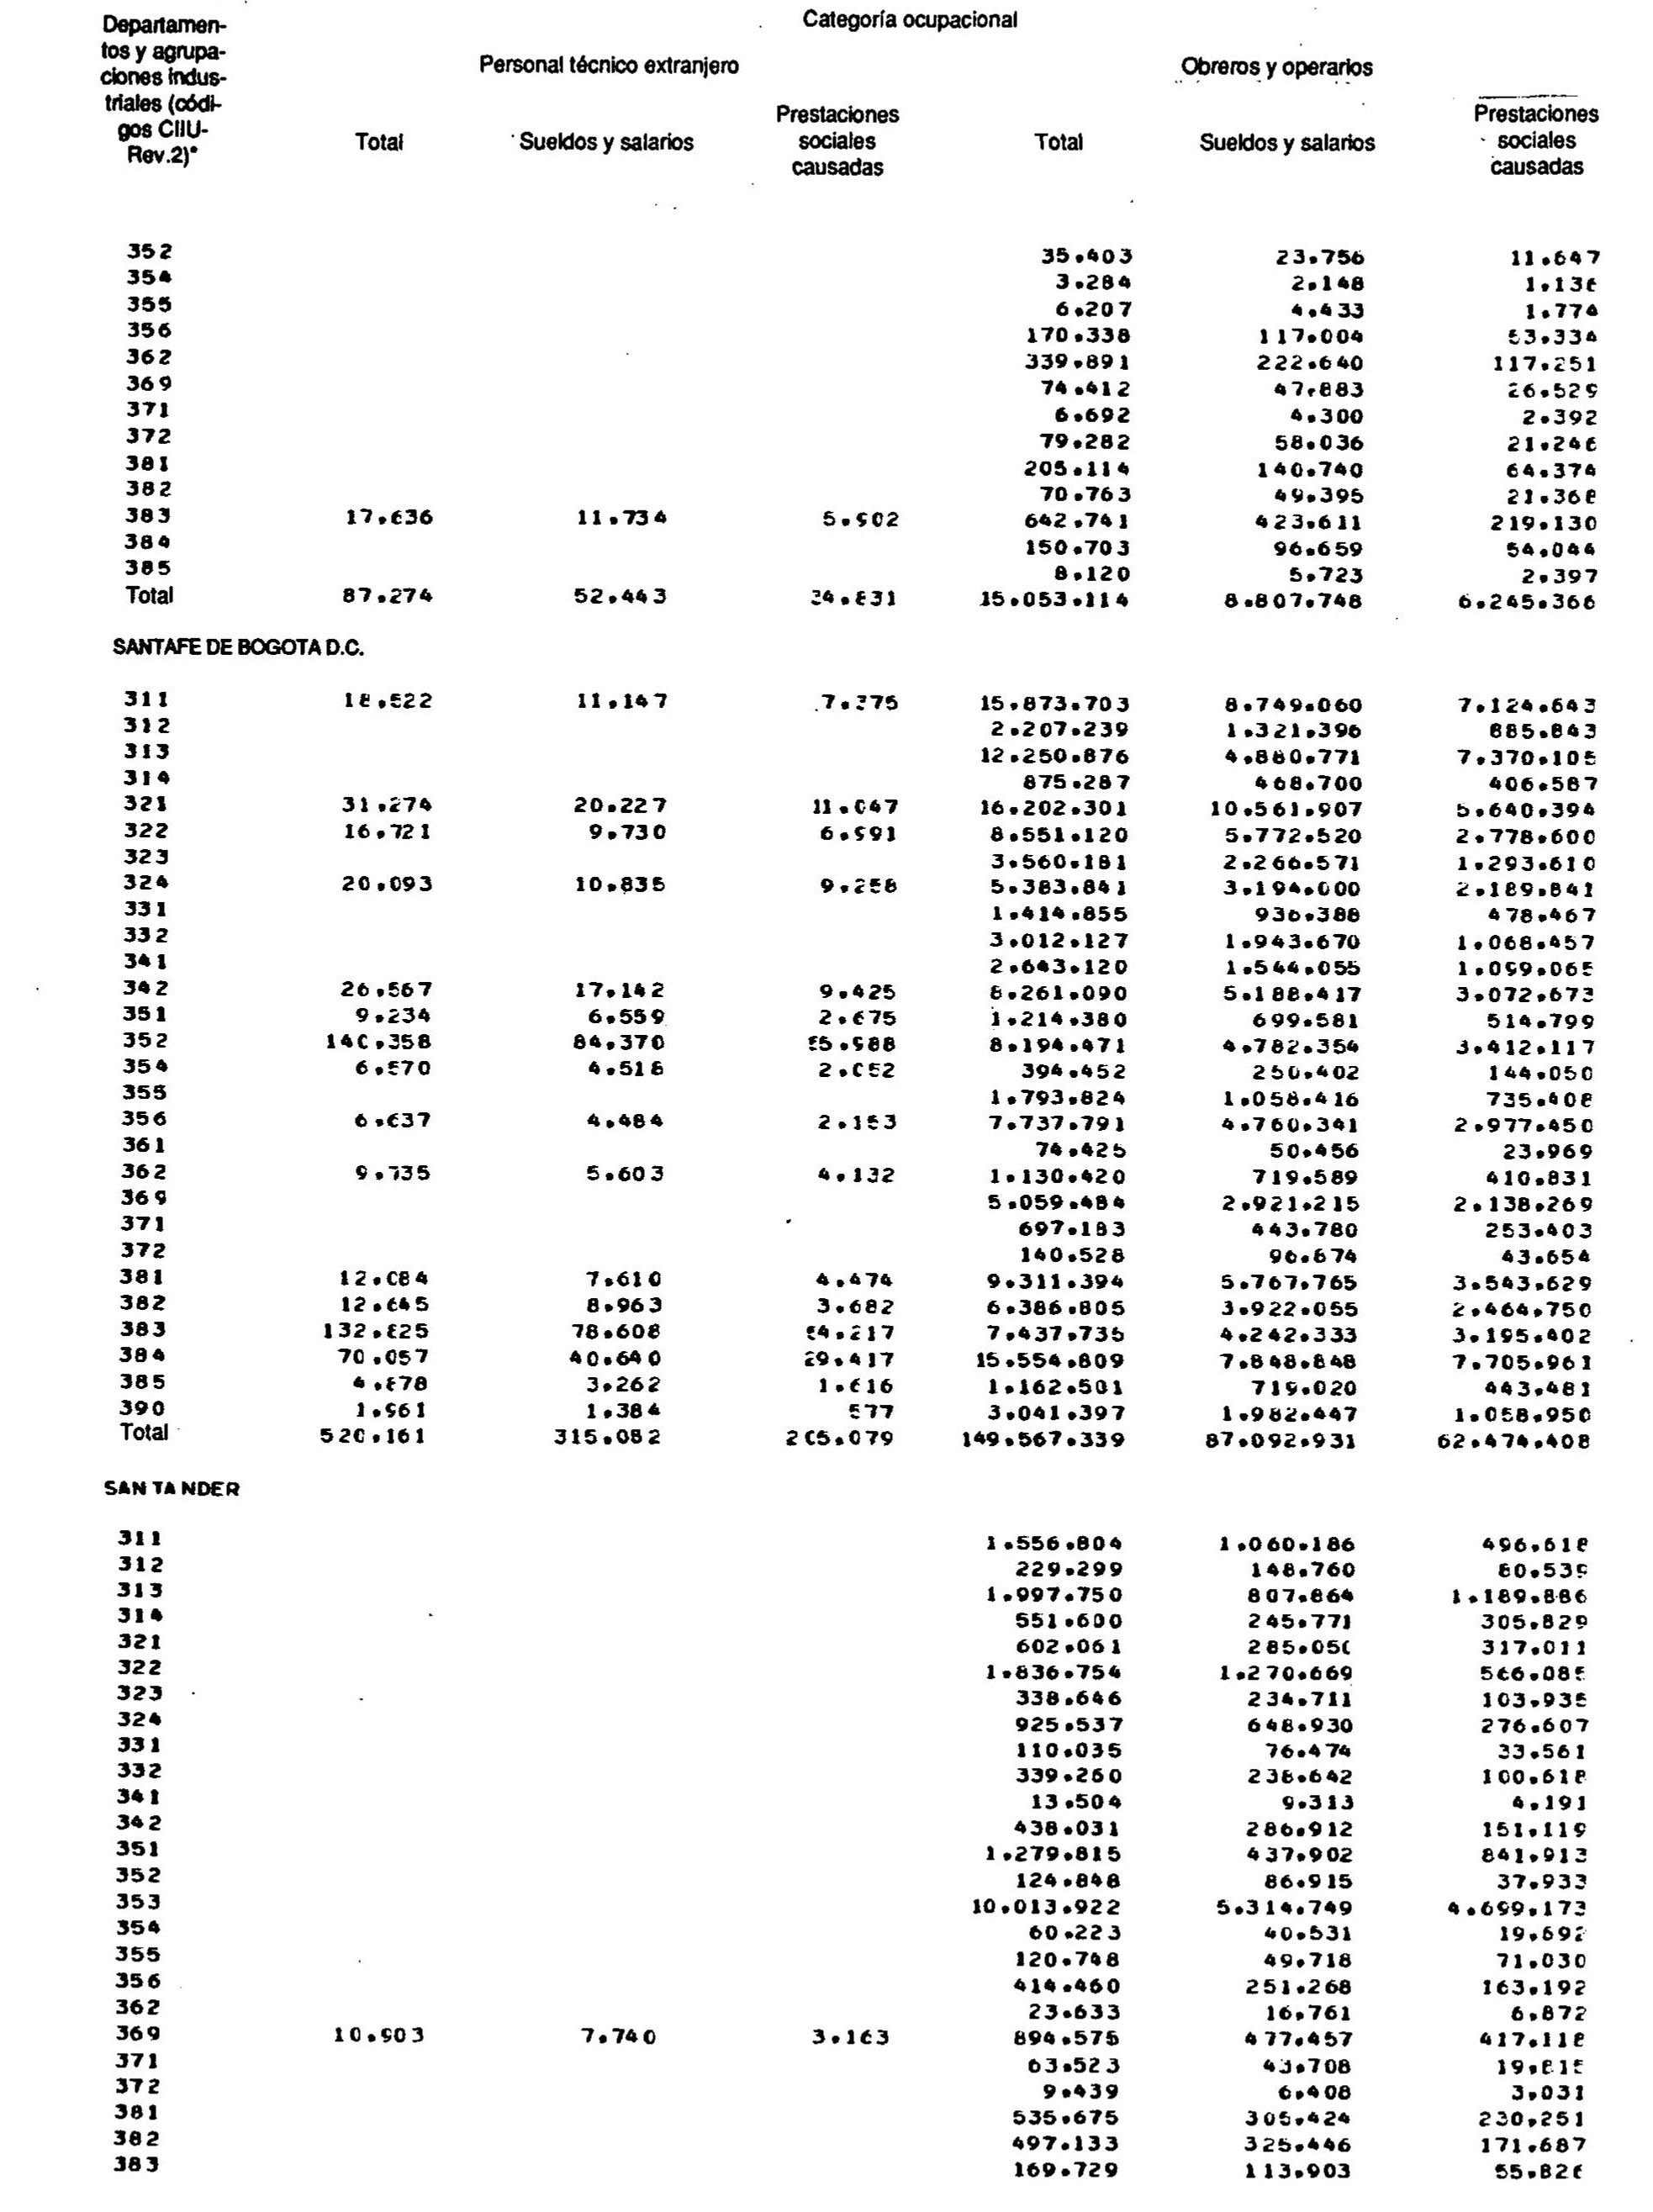 Categoría ocupacional
Departamen-
tos y agrupa-
ciones indus-
triales (códi-
gos CIIU-
Rev.2)*
Personal técnico extranjero Obreros y operarios
Total Sueldos y salarios Prestaciones sociales causadas Total Sueldos y salarios Prestaciones sociales causadas
352 35.403 23.756 11.647
354 3.284 2.148 1.136
355 6.207 4.433 1.774
356 170.338 117.004 53.334
362 339.891 222.640 117.251
369 74.412 47.883 26.529
371 6.692 4.300 2.392
372 79.282 58.036 21.246
381 205.114 140.740 64.374
382 70.763 49.395 21.368
383 17.636 11.734 5.902 642.741 423.611 219.130
384 150.703 96.659 54.044
385 8.120 5.723 2.397
Total 87.274 52.443 34.831 15.053.114 8.807.748 6.245.366
SANTAFE DE BOGOTA D.C.
311 18.522 11.147 7.375 15.873.703 8.749.060 7.124.643
312 2.207.239 1.321.396 885.843
313 12.250.876 4.880.771 7.370.105
314 875.287 468.700 406.587
321 31.274 20.227 11.047 16.202.301 10.561.907 5.640.394
322 16.721 9.730 6.991 8.551.120 5.772.520 2.778.600
323 3.560.181 2.266.571 1.293.610
324 20.093 10.835 9.258 5.383.841 3.194.000 2.189.841
331 1.414.855 936.388 478.467
332 3.012.127 1.943.670 1.068.457
341 2.643.120 1.544.055 1.099.065
342 26.567 17.142 9.425 8.261.090 5.188.417 3.072.673
351 9.234 6.559 2.675 1.214.380 699.581 514.799
352 140.358 84.370 55.988 8.194.471 4.782.354 3.412.117
354 6.570 4.518 2.052 394.452 250.402 144.050
355 1.793.824 1.058.416 735.408
356 6.637 4.484 2.153 7.737.791 4.760.341 2.977.450
361 74.425 50.456 23.969
362 9.735 5.603 4.132 1.130.420 719.589 410.831
369 5.059.484 2.921.215 2.138.269
371 697.183 443.780 253.403
372 140.528 96.874 43.654
381 12.084 7.610 4.474 9.311.394 5.767.765 3.543.629
382 12.645 8.963 3.682 6.386.805 3.922.055 2.464.750
383 132.825 78.608 54.217 7.437.735 4.242.333 3.195.402
384 70.057 40.640 29.417 15.554.809 7.848.848 7.705.961
385 4.878 3.262 1.616 1.162.501 719.020 443.481
390 1.961 1.384 577 3.041.397 1.982.447 1.058.950
Total 520.161 315.082 205.079 149.567.339 87.092.931 62.474.408
SANTANDER
311 1.556.804 1.060.186 496.618
312 229.299 148.760 80.539
313 1.997.750 807.864 1.189.886
314 551.600 245.771 305.829
321 602.061 285.050 317.011
322 1.836.754 1.270.669 566.085
323 338.646 234.711 103.935
324 925.537 648.930 276.607
331 110.035 76.474 33.561
332 339.260 238.642 100.618
341 13.504 9.313 4.191
342 438.031 286.912 151.119
351 1.279.815 437.902 841.913
352 124.848 86.915 37.933
353 10.013.922 5.314.749 4.699.173
354 60.223 40.531 19.692
355 120.748 49.718 71.030
356 414.460 251.268 163.192
362 23.633 16.761 6.872
369 10.903 7.740 3.163 894.575 477.457 417.118
371 63.523 43.708 19.815
372 9.439 6.408 3.031
381 535.675 305.424 230.251
382 497.133 325.446 171.687
383 169.729 113.903 55.826